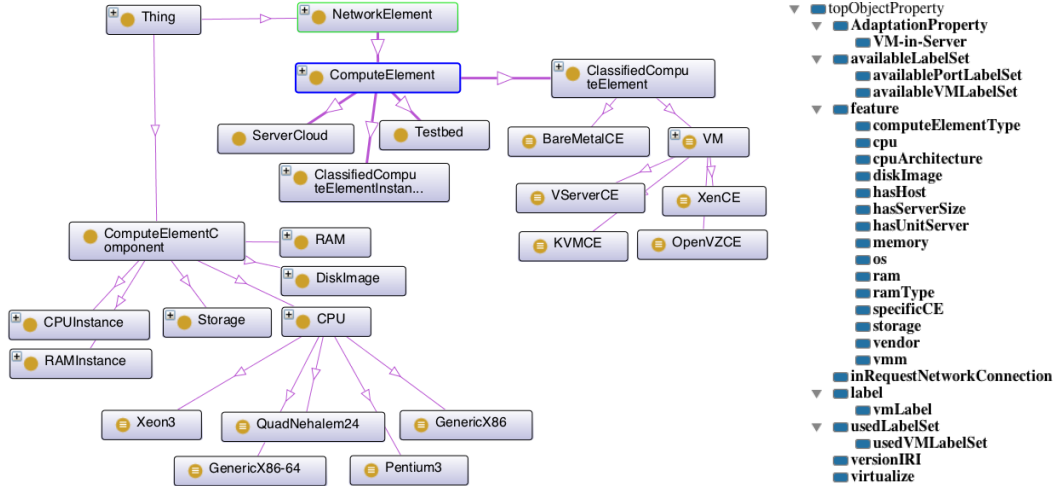 Thing
NetworkElement
ComputeElement
ClassifiedCompu
teElement
ServerCloud
Testbed
ClassifiedCompu
teElementInstan...
BareMetalCE
VM
VServerCE
XenCE
KVMCE
OpenVZCE
ComputeElementC
omponent
RAM
DiskImage
CPUInstance
Storage
CPU
RAMInstance
Xeon3
QuadNehalem24
GenericX86
GenericX86-64
Pentium3
topObjectProperty
AdaptationProperty
VM-in-Server
availableLabelSet
availablePortLabelSet
availableVMLabelSet
feature
computeElementType
cpu
cpuArchitecture
diskImage
hasHost
hasServerSize
hasUnitServer
memory
os
ram
ramType
specificCE
storage
vendor
vmm
inRequestNetworkConnection
label
vmLabel
usedLabelSet
usedVMLabelSet
versionIRI
virtualize